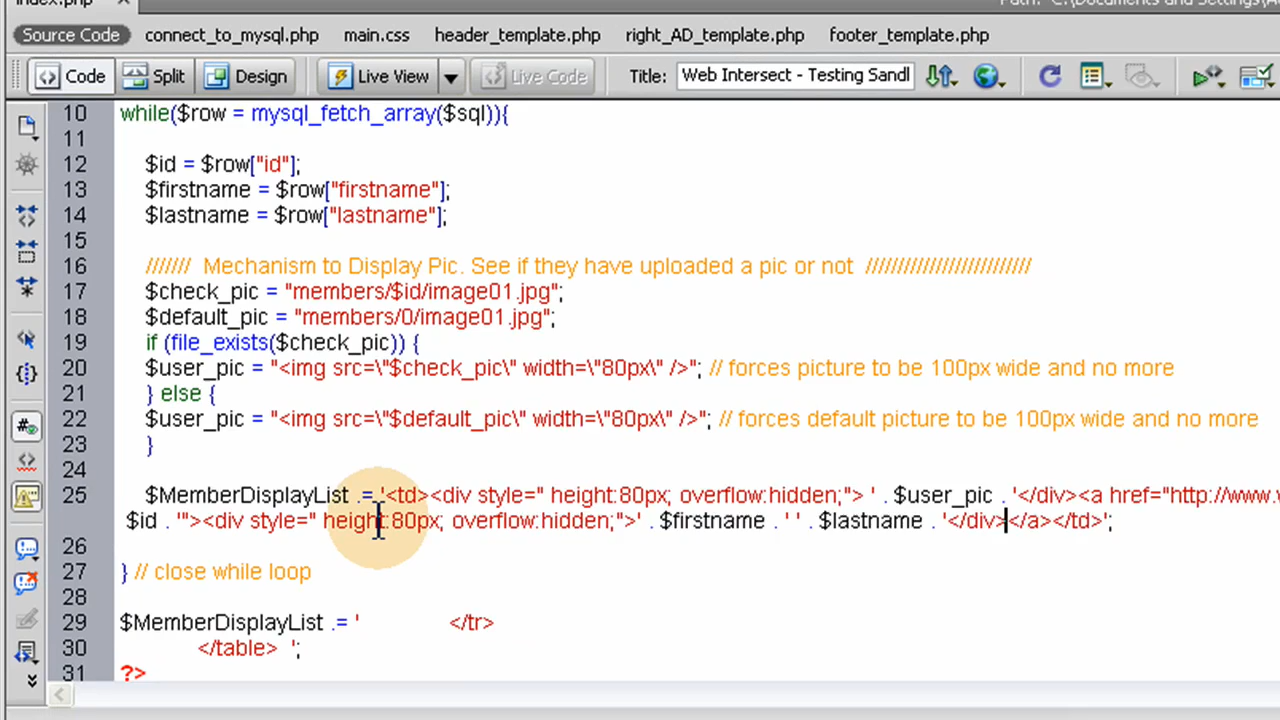 index.php
Source Code connect_to_mysql.php main.css header_template.php right_AD_template.php footer_template.php
Code Split Design Live View Live Code Title: Web Intersect - Testing Sandl
10 while($row = mysql_fetch_array($sql)){
11
12 $id = $row["id"];
13 $firstname = $row["firstname"];
14 $lastname = $row["lastname"];
15
16 /////// Mechanism to Display Pic. See if they have uploaded a pic or not //////////////////////////
17 $check_pic = "members/$id/image01.jpg";
18 $default_pic = "members/0/image01.jpg";
19 if (file_exists($check_pic)) {
20 $user_pic = "<img src=\"$check_pic\" width=\"80px\" />"; // forces picture to be 100px wide and no more
21 } else {
22 $user_pic = "<img src=\"$default_pic\" width=\"80px\" />"; // forces default picture to be 100px wide and no more
23 }
24
25 $MemberDisplayList .= '<td><div style=" height:80px; overflow:hidden;"> ' . $user_pic . '</div><a href="http://www.
$id . '"><div style=" height:80px; overflow:hidden;">' . $firstname . ' ' . $lastname . '</div></a></td>';
26
27 } // close while loop
28
29 $MemberDisplayList .= ' </tr>
30 </table> ';
31 ?>